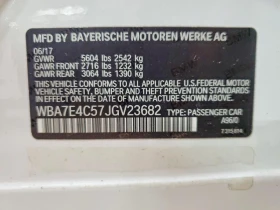 MFD BY BAYERISCHE MOTOREN WERKE AG
06/17
GVWR 5604 lbs 2542 kg
GAWR FRONT 2716 lbs 1232 kg
GAWR REAR 3064 lbs 1390 kg
THIS VEHICLE CONFORMS TO ALL APPLICABLE
U.S.FEDERAL MOTOR VEHICLE
SAFETY, BUMPER, AND THEFT PREVENTION
STANDARDS IN EFFECT ON THE DATE OF
MANUFACTURE SHOWN ABOVE.
WBA7E4C57JGV23682
TYPE: PASSENGER CAR
A96/0